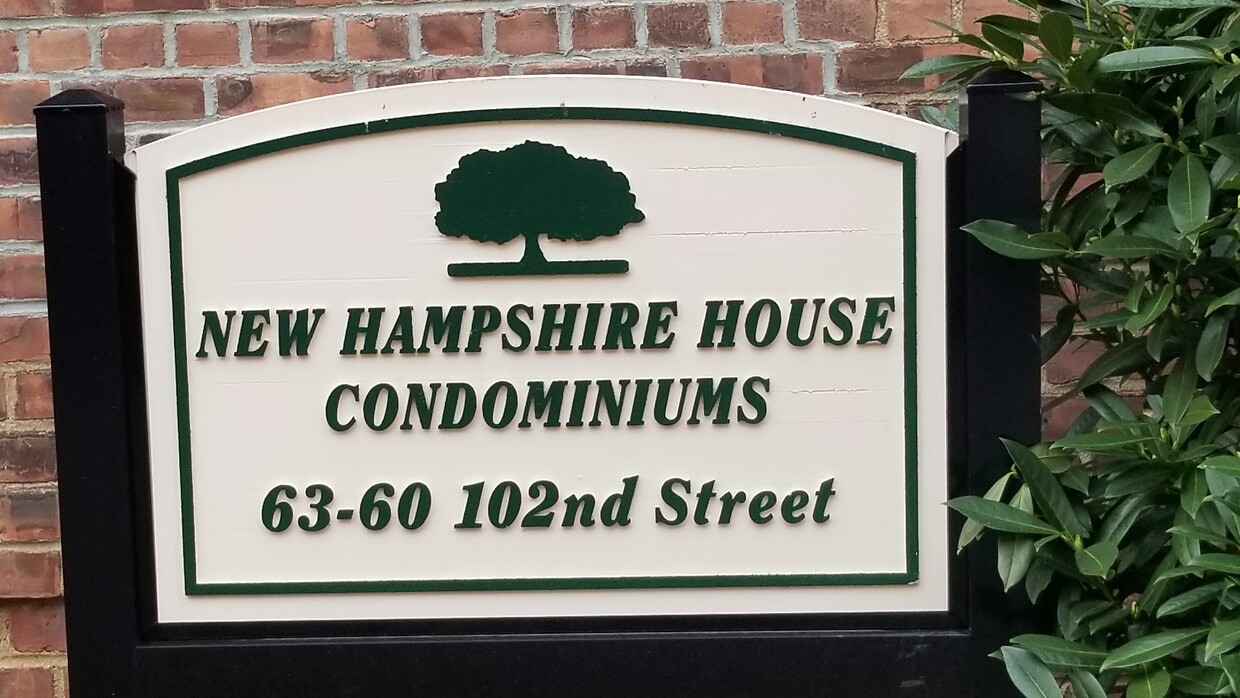 NEW HAMPSHIRE HOUSE
CONDOMINIUMS
63-60 102nd Street